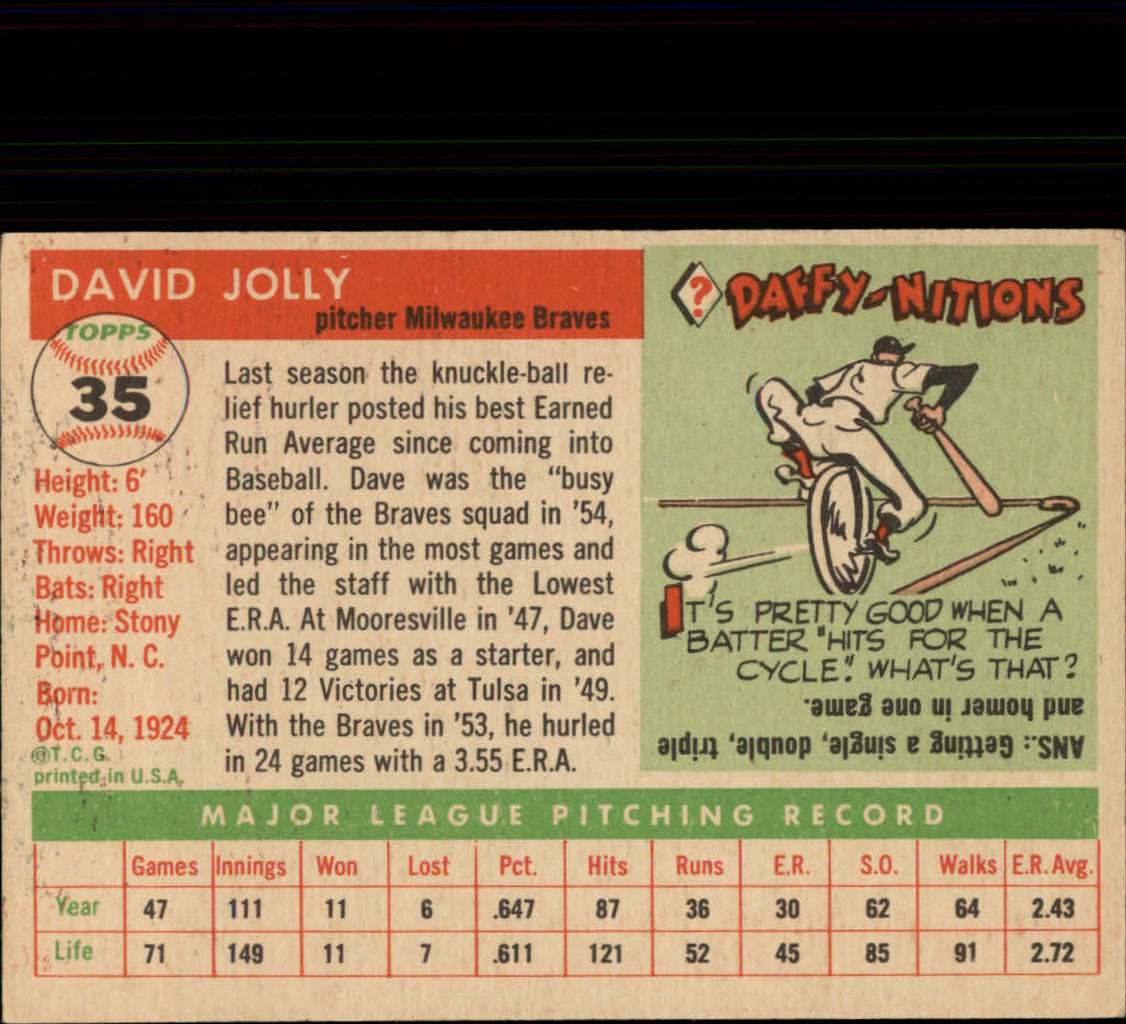 DAVID JOLLY
pitcher Milwaukee Braves
TOPPS
35
Height: 6'
Weight: 160
Throws: Right
Bats: Right
Home: Stony
Point, N. C.
Born:
Oct. 14, 1924
©T.C.G.
printed in U.S.A.
Last season the knuckle-ball re-
lief hurler posted his best Earned
Run Average since coming into
Baseball. Dave was the "busy
bee" of the Braves squad in '54,
appearing in the most games and
led the staff with the Lowest
E.R.A. At Mooresville in '47, Dave
won 14 games as a starter, and
had 12 Victories at Tulsa in '49.
With the Braves in '53, he hurled
in 24 games with a 3.55 E.R.A.
? DAFFY-NITIONS
IT'S PRETTY GOOD WHEN A
BATTER "HITS FOR THE
CYCLE". WHAT'S THAT?
ANS.: Getting a single, double, triple
and homer in one game.
MAJOR LEAGUE PITCHING RECORD
Games Innings Won Lost Pct. Hits Runs E.R. S.O. Walks E.R.Avg.
Year 47 111 11 6 .647 87 36 30 62 64 2.43
Life 71 149 11 7 .611 121 52 45 85 91 2.72